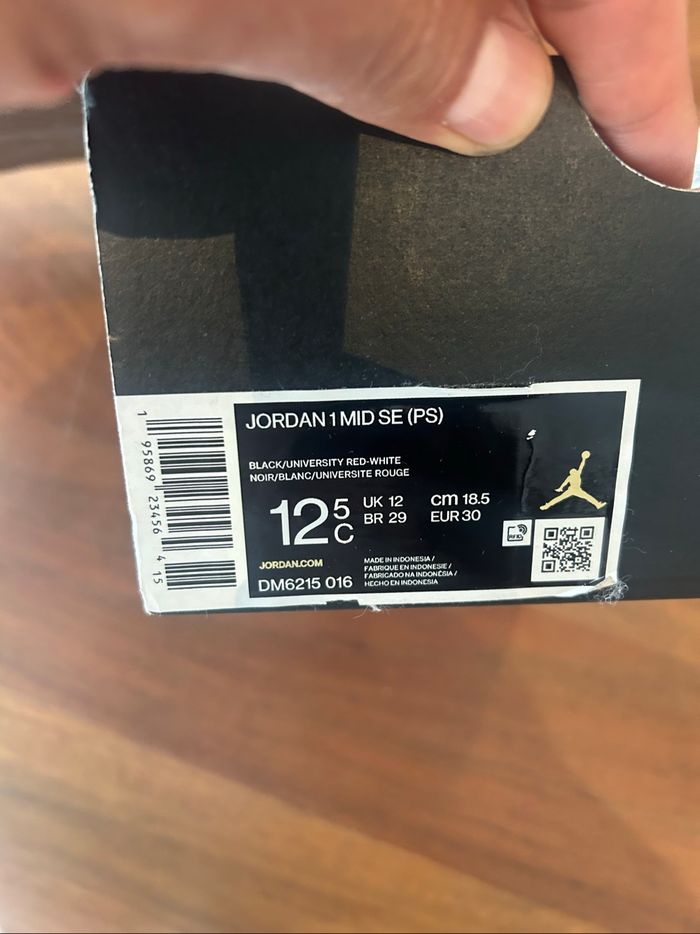 JORDAN 1 MID SE (PS)
BLACK/UNIVERSITY RED-WHITE
NOIR/BLANC/UNIVERSITE ROUGE
12 5 C
UK 12
BR 29
cm 18.5
EUR 30
RFID
JORDAN.COM
DM6215 016
MADE IN INDONESIA /
FABRIQUE EN INDONESIE /
FABRICADO NA INDONÉSIA /
HECHO EN INDONESIA
1 95869 23456 4 15